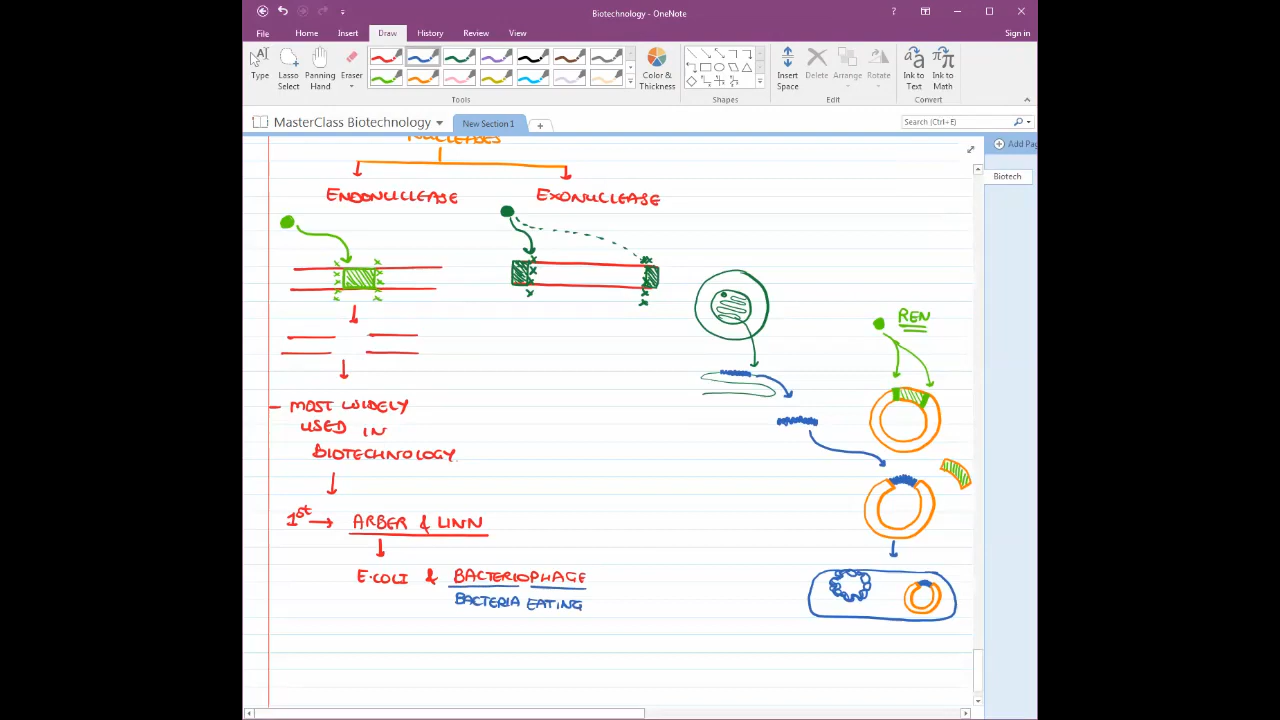 Biotechnology - OneNote
?
File
Home
Insert
Draw
History
Review
View
Sign in
Type
Lasso Select
Panning Hand
Eraser
Color & Thickness
Insert Space
Delete
Arrange
Rotate
Ink to Text
Ink to Math
Tools
Shapes
Edit
Convert
MasterClass Biotechnology
New Section 1
Search (Ctrl+E)
Add Pag
Biotech
NUCLEASES
ENDONUCLEASE
EXONUCLEASE
REN
- MOST WIDELY
USED IN
BIOTECHNOLOGY.
1st → ARBER & LINN
E.COLI & BACTERIOPHAGE
BACTERIA EATING